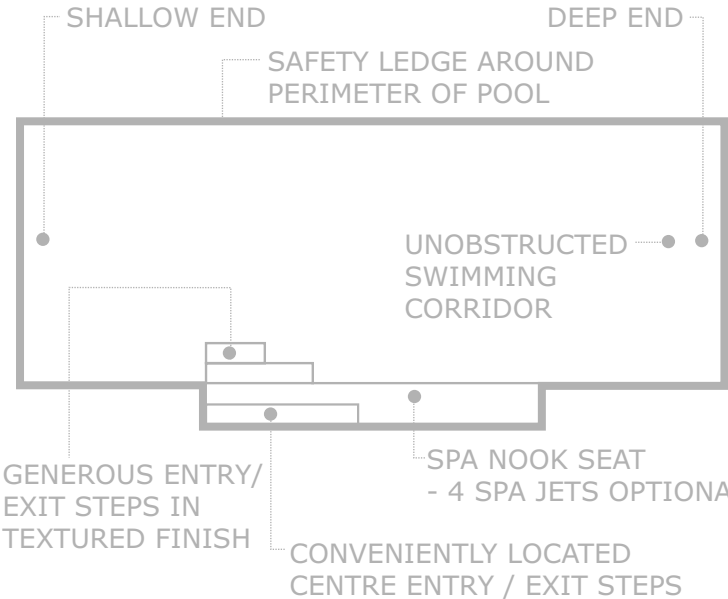 SHALLOW END
DEEP END
SAFETY LEDGE AROUND
PERIMETER OF POOL
UNOBSTRUCTED
SWIMMING
CORRIDOR
GENEROUS ENTRY/
EXIT STEPS IN
TEXTURED FINISH
SPA NOOK SEAT
- 4 SPA JETS OPTIONA
CONVENIENTLY LOCATED
CENTRE ENTRY / EXIT STEPS